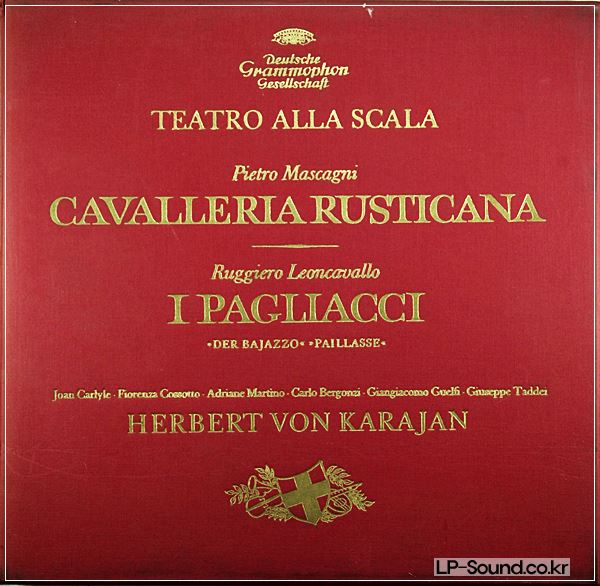 Deutsche
Grammophon
Gesellschaft
TEATRO ALLA SCALA
Pietro Mascagni
CAVALLERIA RUSTICANA
Ruggiero Leoncavallo
I PAGLIACCI
»DER BAJAZZO« »PAILLASSE«
Joan Carlyle · Fiorenza Cossotto · Adriane Martino · Carlo Bergonzi · Giangiacomo Guelfi · Giuseppe Taddei
HERBERT VON KARAJAN
LP-Sound.co.kr